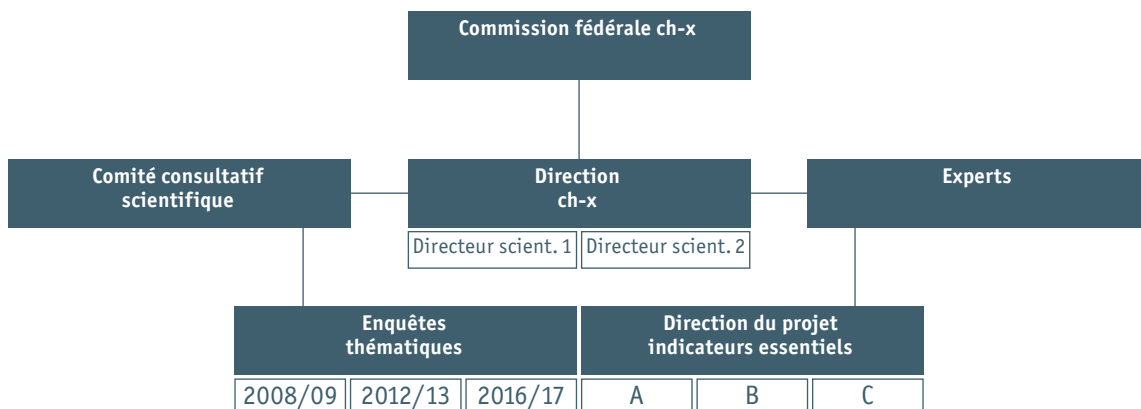 Commission fédérale ch-x
Comité consultatif
scientifique
Direction
ch-x
Experts
Directeur scient. 1
Directeur scient. 2
Enquêtes
thématiques
Direction du projet
indicateurs essentiels
2008/09
2012/13
2016/17
A
B
C